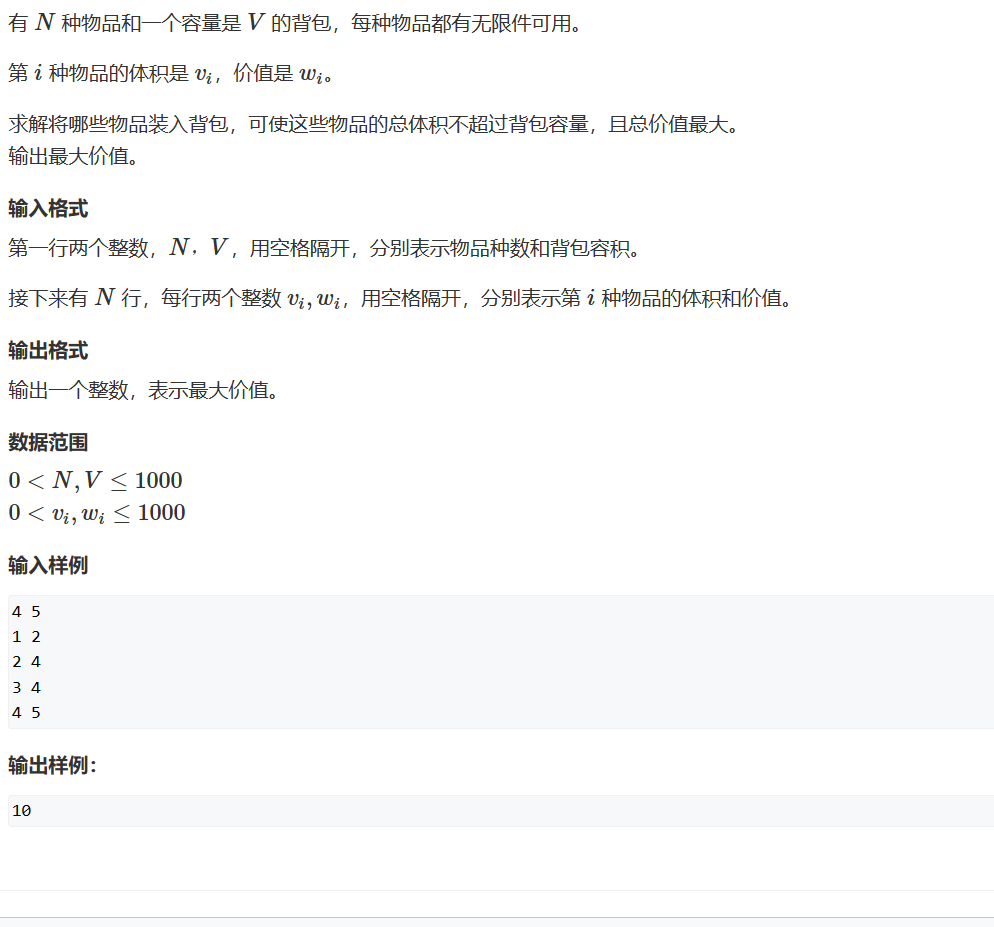 有 N 种物品和一个容量是 V 的背包，每种物品都有无限件可用。
第 i 种物品的体积是 vᵢ，价值是 wᵢ。
求解将哪些物品装入背包，可使这些物品的总体积不超过背包容量，且总价值最大。
输出最大价值。
输入格式
第一行两个整数，N，V，用空格隔开，分别表示物品种数和背包容积。
接下来有 N 行，每行两个整数 vᵢ, wᵢ，用空格隔开，分别表示第 i 种物品的体积和价值。
输出格式
输出一个整数，表示最大价值。
数据范围
0 < N, V ≤ 1000
0 < vᵢ, wᵢ ≤ 1000
输入样例
4 5
1 2
2 4
3 4
4 5
输出样例：
10